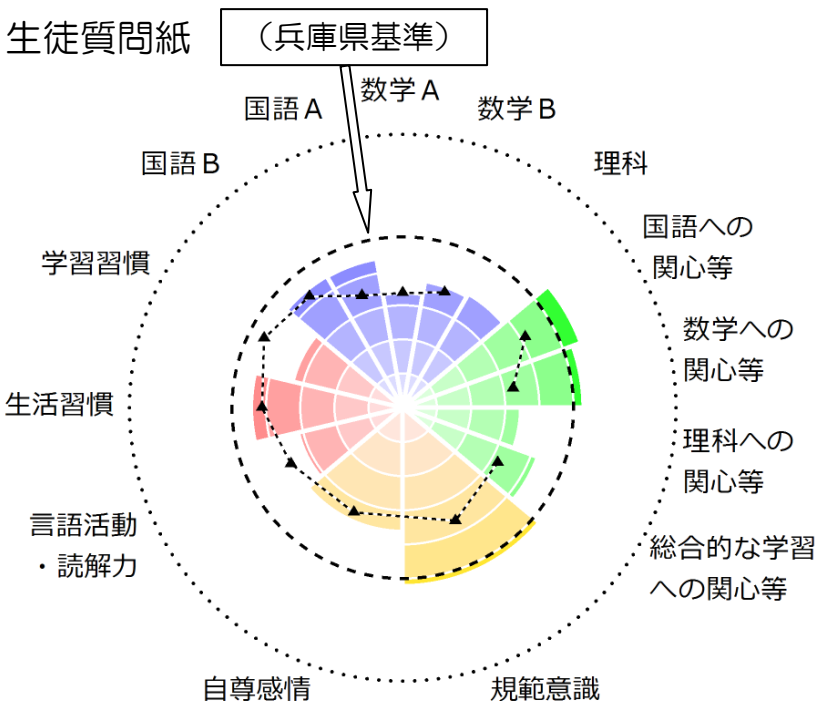 生徒質問紙
（兵庫県基準）
数学A
国語A
数学B
国語B
理科
国語への
関心等
学習習慣
数学への
関心等
生活習慣
理科への
関心等
言語活動
・読解力
総合的な学習
への関心等
自尊感情
規範意識